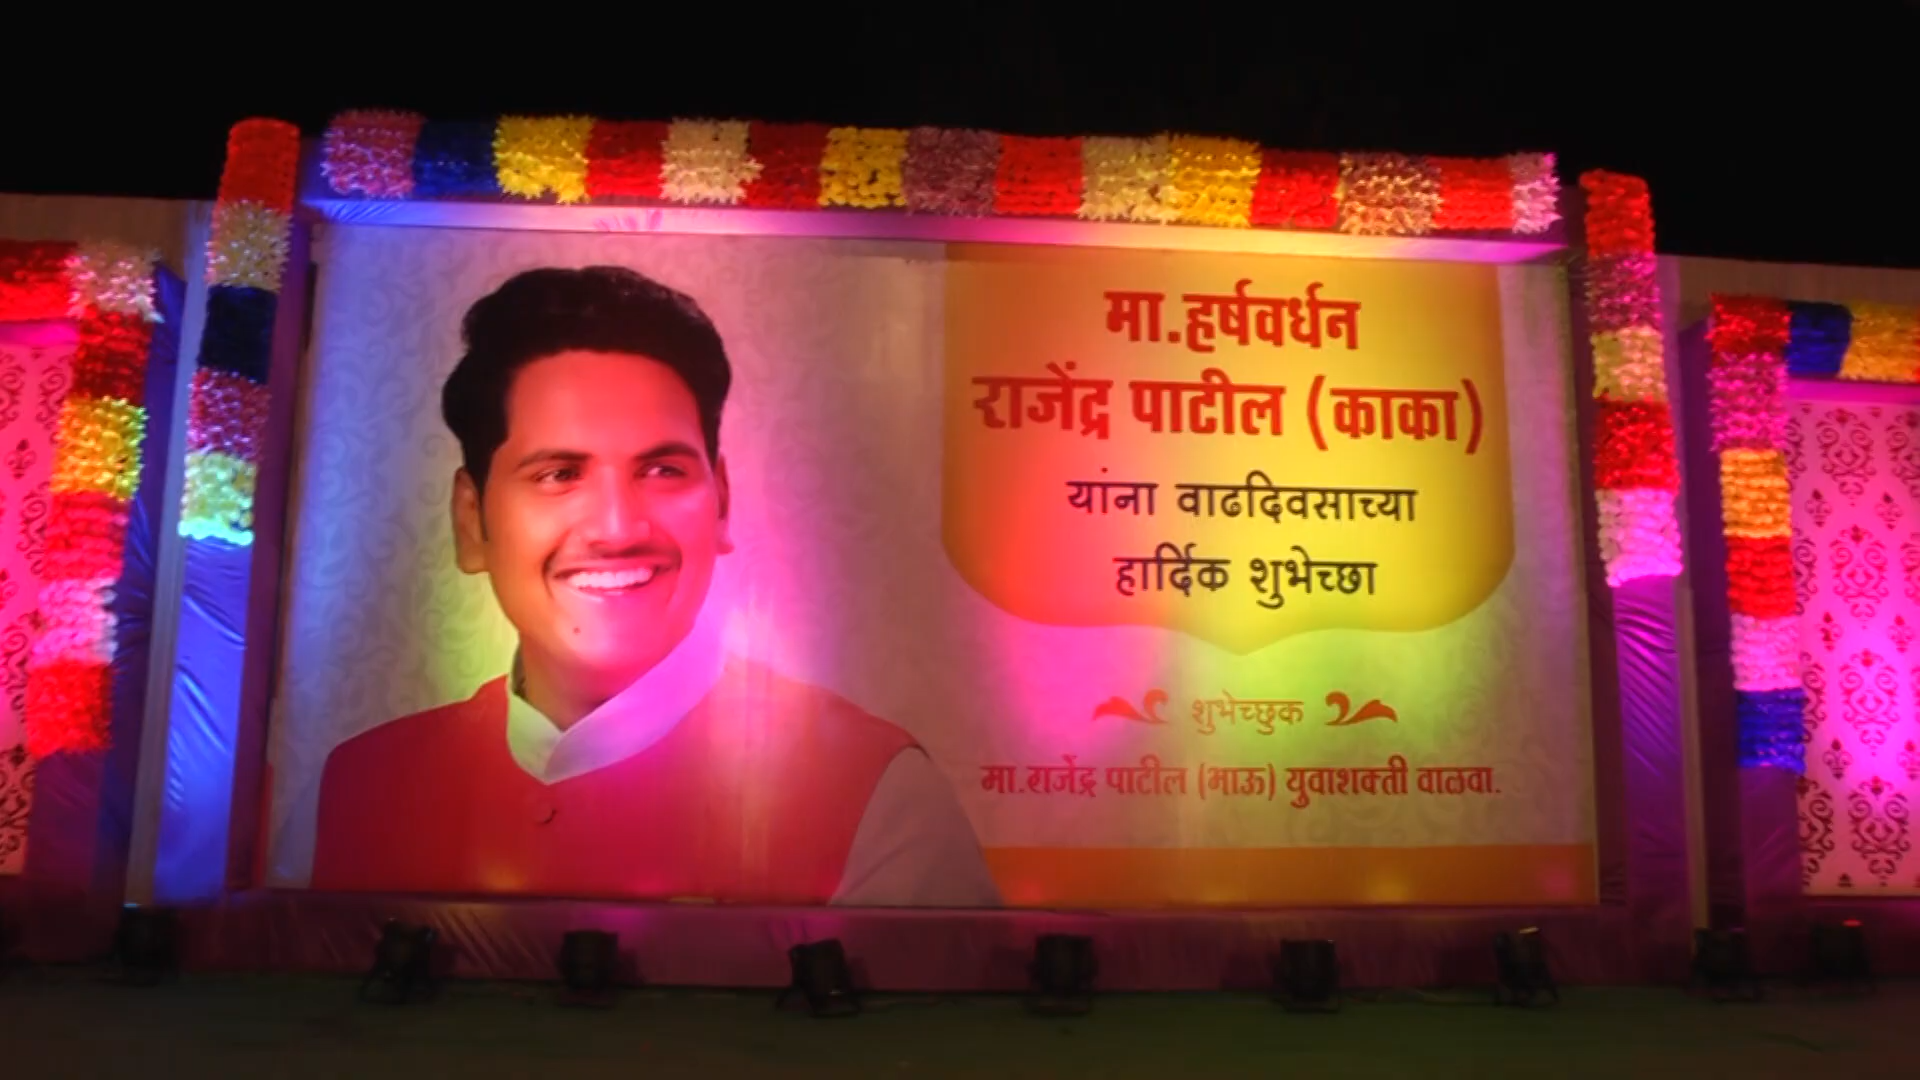 मा.हर्षवर्धन
राजेंद्र पाटील (काका)
यांना वाढदिवसाच्या
हार्दिक शुभेच्छा
शुभेच्छुक
मा.राजेंद्र पाटील (भाऊ) युवाशक्ती वाळवा.